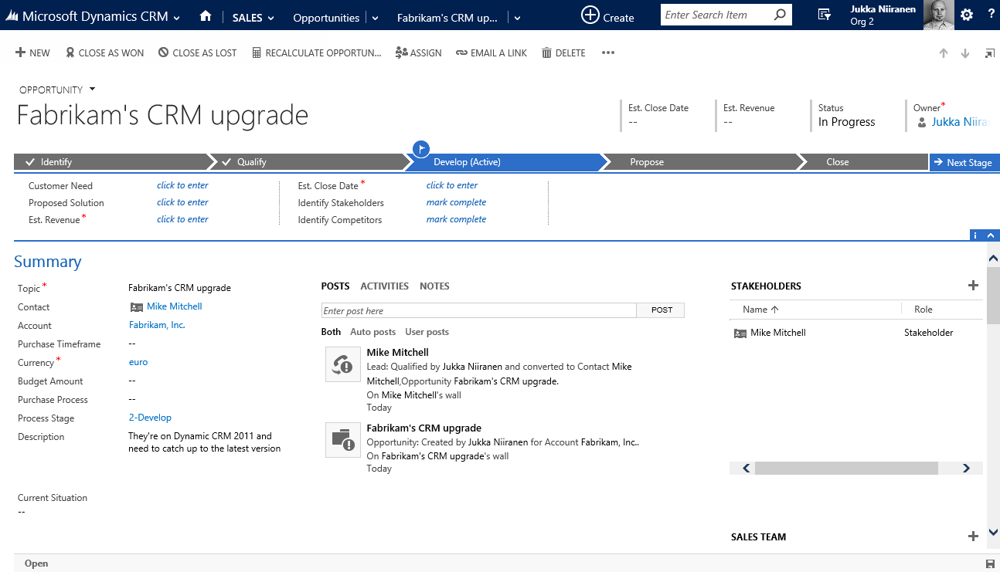 Microsoft Dynamics CRM
SALES
Opportunities
Fabrikam's CRM up...
Create
Enter Search Item
Jukka Niiranen
Org 2
?
NEW
CLOSE AS WON
CLOSE AS LOST
RECALCULATE OPPORTUN...
ASSIGN
EMAIL A LINK
DELETE
•••
OPPORTUNITY
Fabrikam's CRM upgrade
Est. Close Date
--
Est. Revenue
--
Status
In Progress
Owner*
Jukka Niira
Identify
Qualify
Develop (Active)
Propose
Close
Next Stage
Customer Need click to enter
Proposed Solution click to enter
Est. Revenue* click to enter
Est. Close Date* click to enter
Identify Stakeholders mark complete
Identify Competitors mark complete
i
Summary
Topic* Fabrikam's CRM upgrade
Contact Mike Mitchell
Account Fabrikam, Inc.
Purchase Timeframe --
Currency* euro
Budget Amount --
Purchase Process --
Process Stage 2-Develop
Description They're on Dynamic CRM 2011 and
need to catch up to the latest version
Current Situation
--
POSTS ACTIVITIES NOTES
Enter post here POST
Both Auto posts User posts
Mike Mitchell
Lead: Qualified by Jukka Niiranen and converted to Contact Mike
Mitchell,Opportunity Fabrikam's CRM upgrade.
On Mike Mitchell's wall
Today
Fabrikam's CRM upgrade
Opportunity: Created by Jukka Niiranen for Account Fabrikam, Inc..
On Fabrikam's CRM upgrade's wall
Today
STAKEHOLDERS
Name Role
Mike Mitchell Stakeholder
SALES TEAM
Open